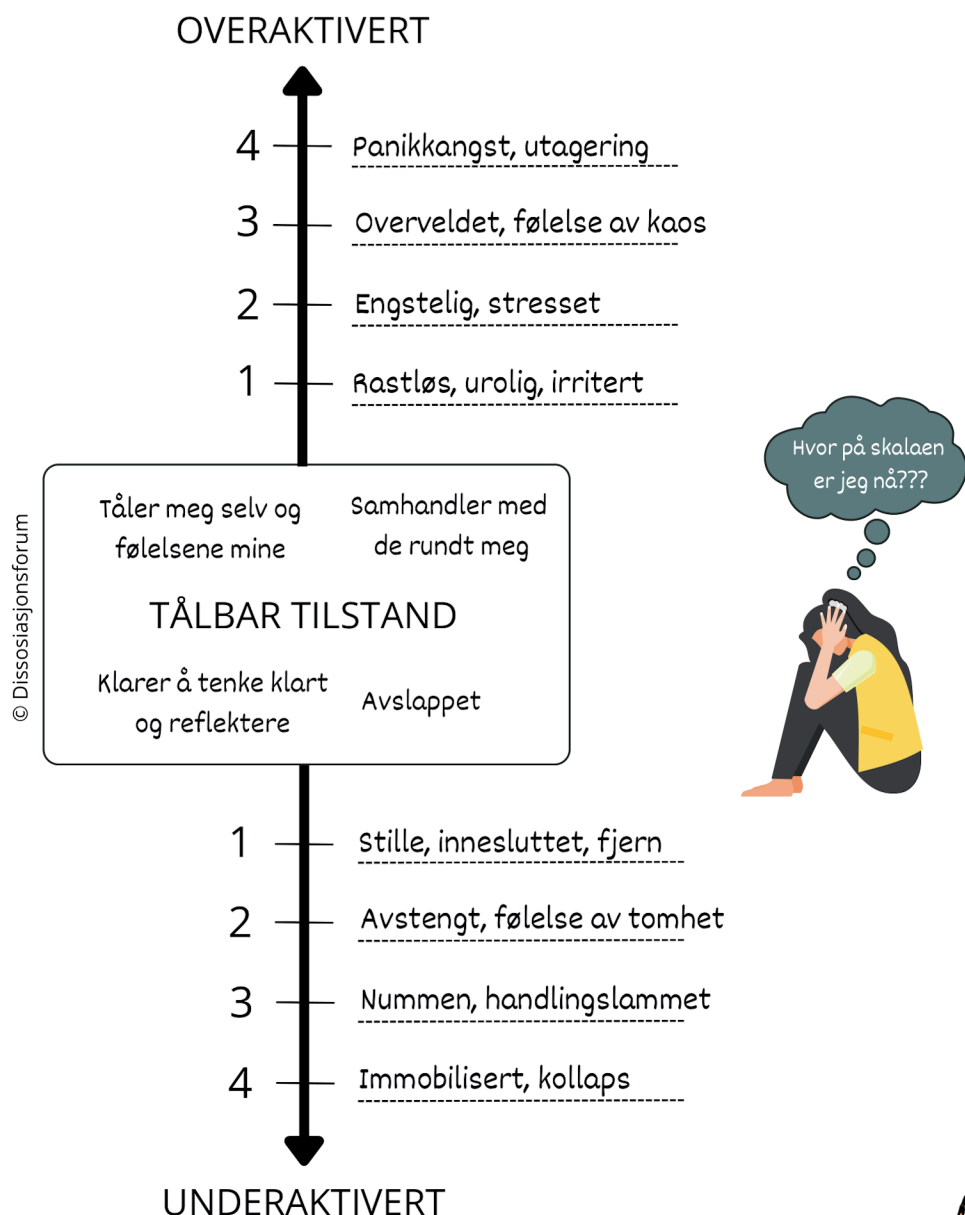 OVERAKTIVERT
4 Panikkangst, utagering
3 Overveldet, følelse av kaos
2 Engstelig, stresset
1 Rastløs, urolig, irritert
Hvor på skalaen
er jeg nå???
Tåler meg selv og
følelsene mine
Samhandler med
de rundt meg
TÅLBAR TILSTAND
Klarer å tenke klart
og reflektere
Avslappet
© Dissosiasjonsforum
1 Stille, innesluttet, fjern
2 Avstengt, følelse av tomhet
3 Nummen, handlingslammet
4 Immobilisert, kollaps
UNDERAKTIVERT